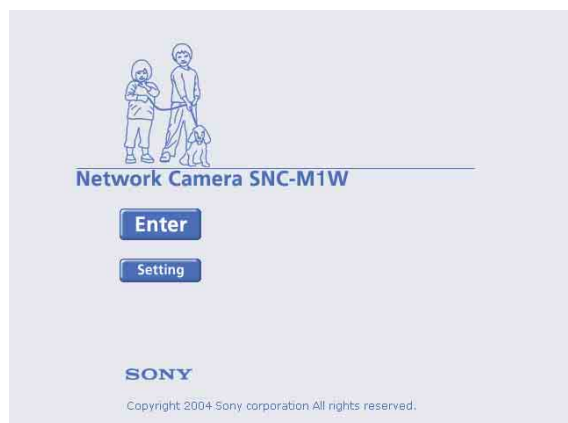 Network Camera SNC-M1W
Enter
Setting
SONY
Copyright 2004 Sony corporation All rights reserved.